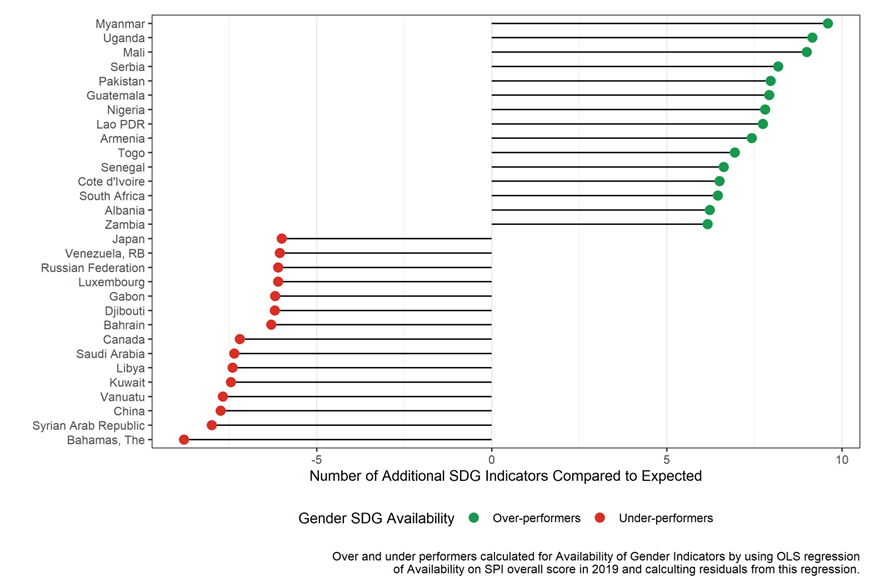 Myanmar
Uganda
Mali
Serbia
Pakistan
Guatemala
Nigeria
Lao PDR
Armenia
Togo
Senegal
Cote d'Ivoire
South Africa
Albania
Zambia
Japan
Venezuela, RB
Russian Federation
Luxembourg
Gabon
Djibouti
Bahrain
Canada
Saudi Arabia
Libya
Kuwait
Vanuatu
China
Syrian Arab Republic
Bahamas, The
-5 0 5 10
Number of Additional SDG Indicators Compared to Expected
Gender SDG Availability Over-performers Under-performers
Over and under performers calculated for Availability of Gender Indicators by using OLS regression
of Availability on SPI overall score in 2019 and calculting residuals from this regression.